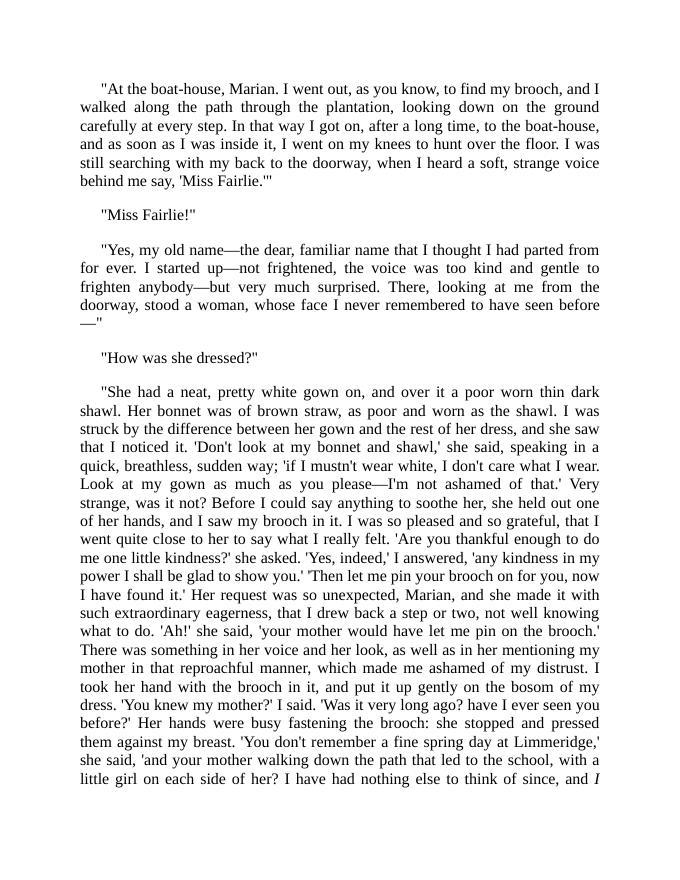 "At the boat-house, Marian. I went out, as you know, to find my brooch, and I
walked along the path through the plantation, looking down on the ground
carefully at every step. In that way I got on, after a long time, to the boat-house,
and as soon as I was inside it, I went on my knees to hunt over the floor. I was
still searching with my back to the doorway, when I heard a soft, strange voice
behind me say, 'Miss Fairlie.'"
"Miss Fairlie!"
"Yes, my old name—the dear, familiar name that I thought I had parted from
for ever. I started up—not frightened, the voice was too kind and gentle to
frighten anybody—but very much surprised. There, looking at me from the
doorway, stood a woman, whose face I never remembered to have seen before
—"
"How was she dressed?"
"She had a neat, pretty white gown on, and over it a poor worn thin dark
shawl. Her bonnet was of brown straw, as poor and worn as the shawl. I was
struck by the difference between her gown and the rest of her dress, and she saw
that I noticed it. 'Don't look at my bonnet and shawl,' she said, speaking in a
quick, breathless, sudden way; 'if I mustn't wear white, I don't care what I wear.
Look at my gown as much as you please—I'm not ashamed of that.' Very
strange, was it not? Before I could say anything to soothe her, she held out one
of her hands, and I saw my brooch in it. I was so pleased and so grateful, that I
went quite close to her to say what I really felt. 'Are you thankful enough to do
me one little kindness?' she asked. 'Yes, indeed,' I answered, 'any kindness in my
power I shall be glad to show you.' 'Then let me pin your brooch on for you, now
I have found it.' Her request was so unexpected, Marian, and she made it with
such extraordinary eagerness, that I drew back a step or two, not well knowing
what to do. 'Ah!' she said, 'your mother would have let me pin on the brooch.'
There was something in her voice and her look, as well as in her mentioning my
mother in that reproachful manner, which made me ashamed of my distrust. I
took her hand with the brooch in it, and put it up gently on the bosom of my
dress. 'You knew my mother?' I said. 'Was it very long ago? have I ever seen you
before?' Her hands were busy fastening the brooch: she stopped and pressed
them against my breast. 'You don't remember a fine spring day at Limmeridge,'
she said, 'and your mother walking down the path that led to the school, with a
little girl on each side of her? I have had nothing else to think of since, and I